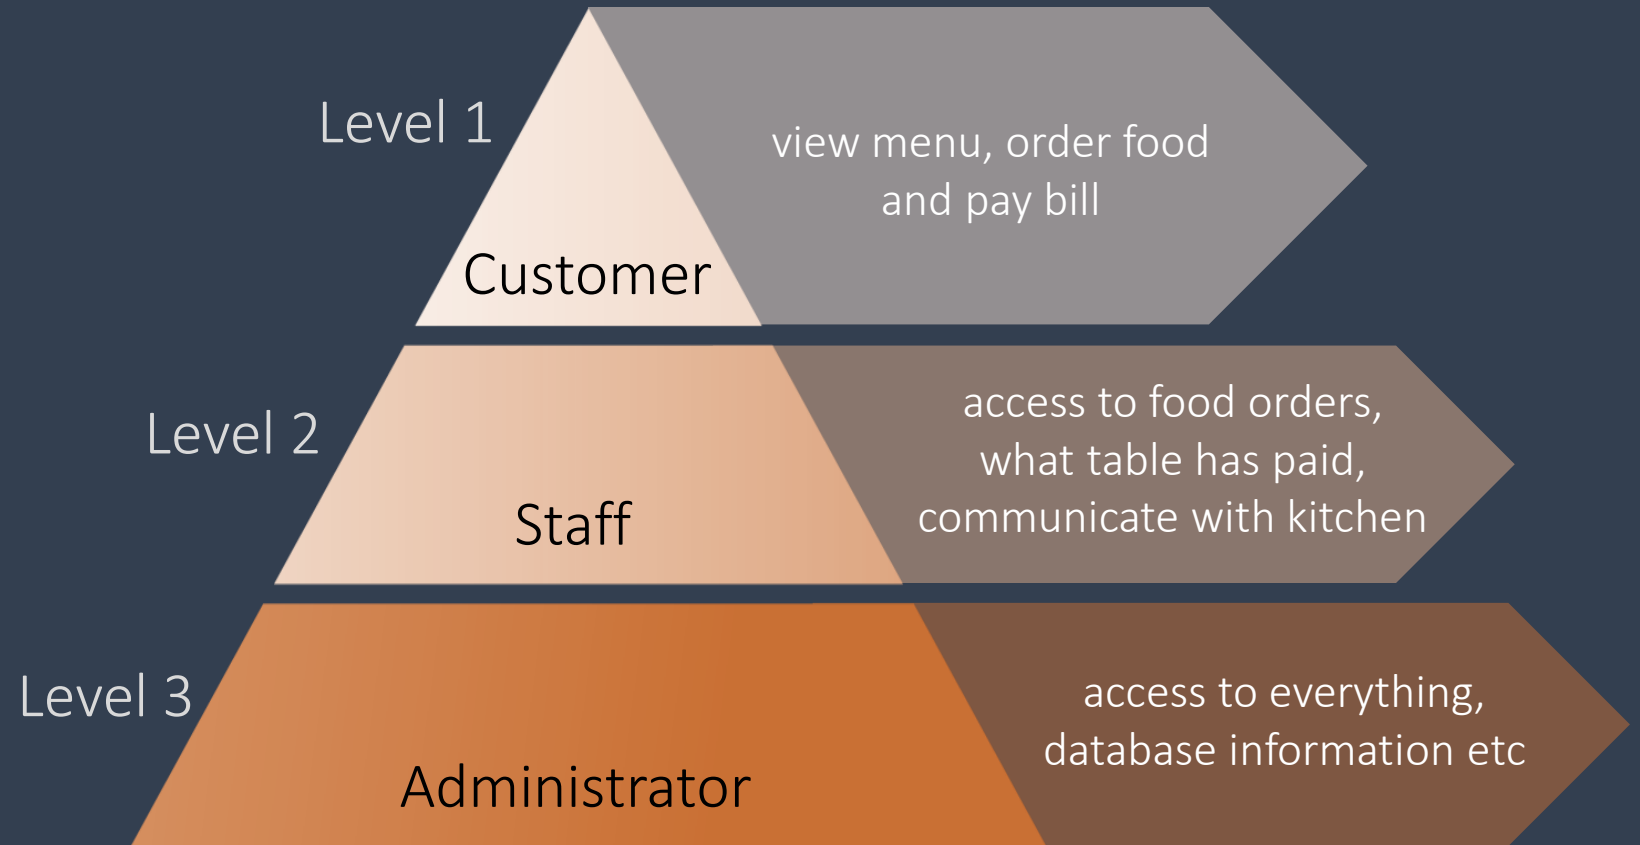 Level 1
view menu, order food
and pay bill
Customer
Level 2
access to food orders,
what table has paid,
communicate with kitchen
Staff
Level 3
access to everything,
database information etc
Administrator